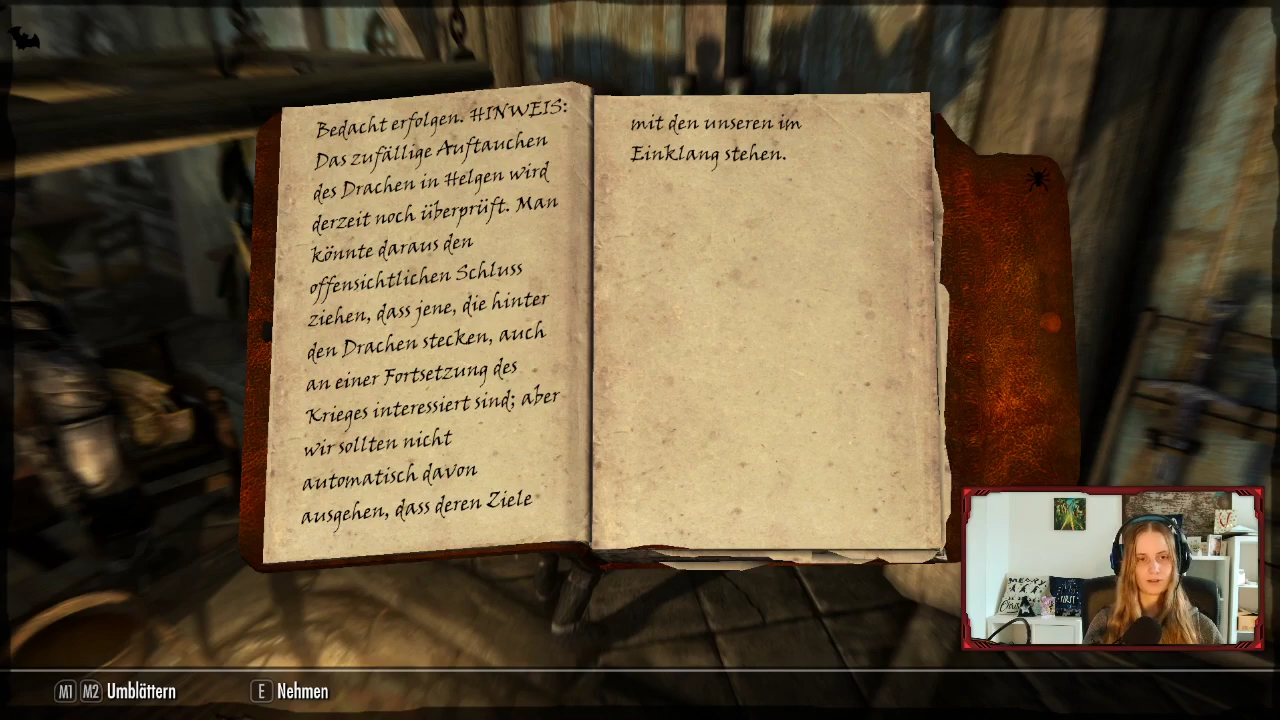 Bedacht erfolgen. HINWEIS:
Das zufällige Auftauchen
des Drachen in Helgen wird
derzeit noch überprüft. Man
könnte daraus den
offensichtlichen Schluss
ziehen, dass jene, die hinter
den Drachen stecken, auch
an einer Fortsetzung des
Krieges interessiert sind; aber
wir sollten nicht
automatisch davon
ausgehen, dass deren Ziele
mit den unseren im
Einklang stehen.
MERRY
M1 M2 Umblättern
E Nehmen